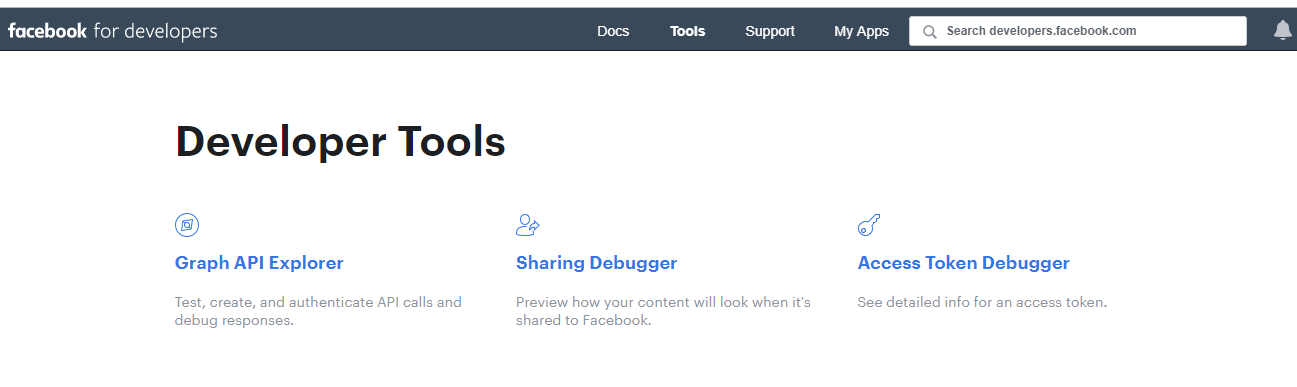 facebook for developers Docs Tools Support My Apps Search developers.facebook.com
Developer Tools
Graph API Explorer
Test, create, and authenticate API calls and
debug responses.
Sharing Debugger
Preview how your content will look when it's
shared to Facebook.
Access Token Debugger
See detailed info for an access token.